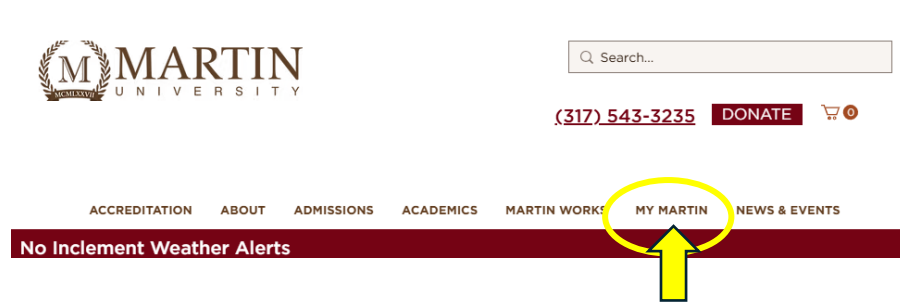 M
MCMLXXVII
MARTIN
UNIVERSITY
Search...
(317) 543-3235
DONATE
0
ACCREDITATION ABOUT ADMISSIONS ACADEMICS MARTIN WORKS MY MARTIN NEWS & EVENTS
No Inclement Weather Alerts